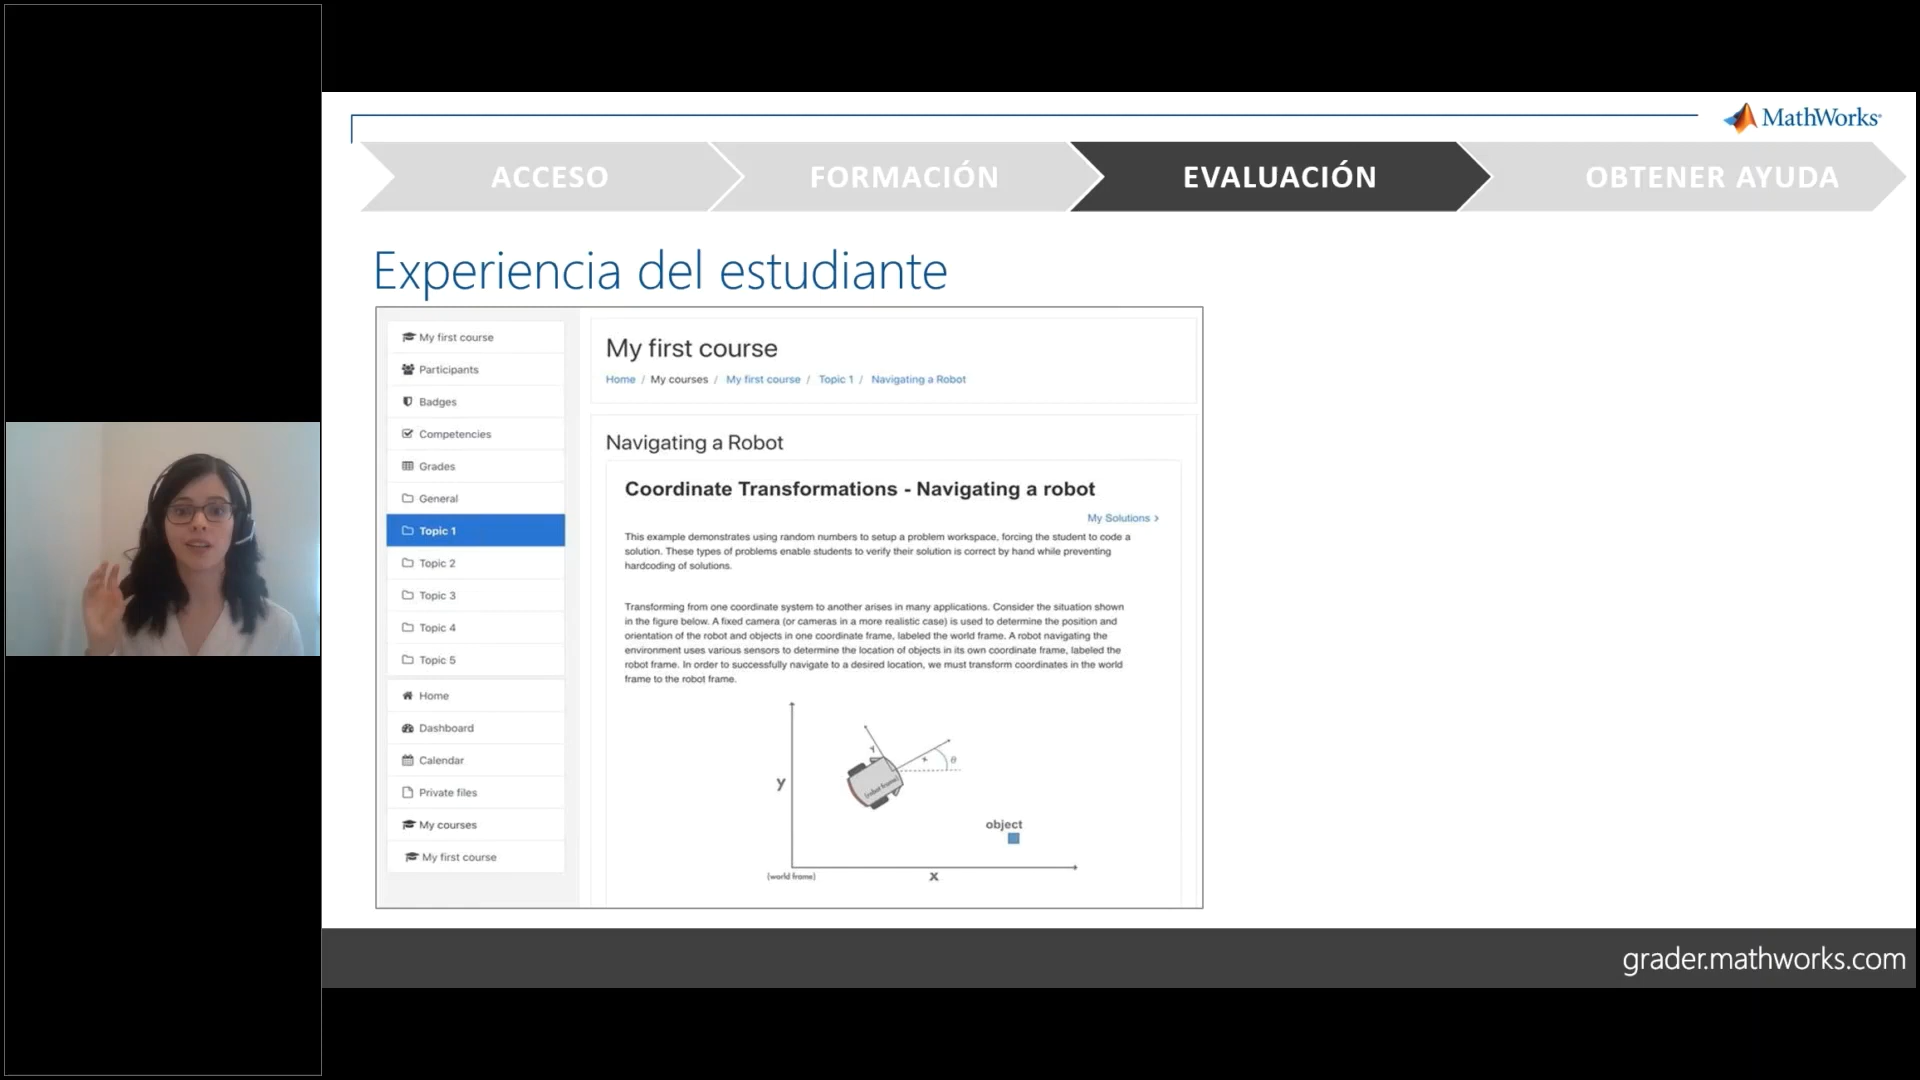 MathWorks®
ACCESO
FORMACIÓN
EVALUACIÓN
OBTENER AYUDA
Experiencia del estudiante
My first course
Participants
Badges
Competencies
Grades
General
Topic 1
Topic 2
Topic 3
Topic 4
Topic 5
Home
Dashboard
Calendar
Private files
My courses
My first course
My first course
Home / My courses / My first course / Topic 1 / Navigating a Robot
Navigating a Robot
Coordinate Transformations - Navigating a robot
My Solutions >
This example demonstrates using random numbers to setup a problem workspace, forcing the student to code a
solution. These types of problems enable students to verify their solution is correct by hand while preventing
hardcoding of solutions.
Transforming from one coordinate system to another arises in many applications. Consider the situation shown
in the figure below. A fixed camera (or cameras in a more realistic case) is used to determine the position and
orientation of the robot and objects in one coordinate frame, labeled the world frame. A robot navigating the
environment uses various sensors to determine the location of objects in its own coordinate frame, labeled the
robot frame. In order to successfully navigate to a desired location, we must transform coordinates in the world
frame to the robot frame.
Y
x
θ
y
(robot frame)
object
(world frame)
x
grader.mathworks.com